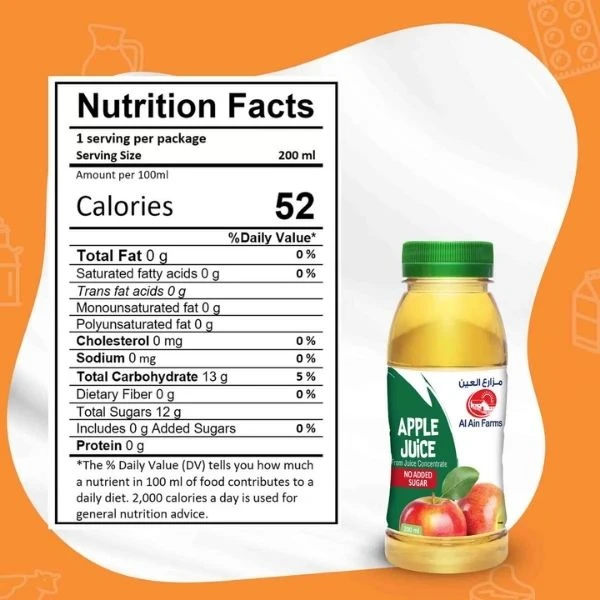 Nutrition Facts
1 serving per package
Serving Size 200 ml
Amount per 100ml
Calories 52
%Daily Value*
Total Fat 0 g 0 %
Saturated fatty acids 0 g 0 %
Trans fat acids 0 g
Monounsaturated fat 0 g
Polyunsaturated fat 0 g
Cholesterol 0 mg 0 %
Sodium 0 mg 0 %
Total Carbohydrate 13 g 5 %
Dietary Fiber 0 g 0 %
Total Sugars 12 g
Includes 0 g Added Sugars 0 %
Protein 0 g
*The % Daily Value (DV) tells you how much
a nutrient in 100 ml of food contributes to a
daily diet. 2,000 calories a day is used for
general nutrition advice.
مزارع العين
Al Ain Farms
APPLE
JUiCE
From Juice Concentrate
NO ADDED
SUGAR
200 ml